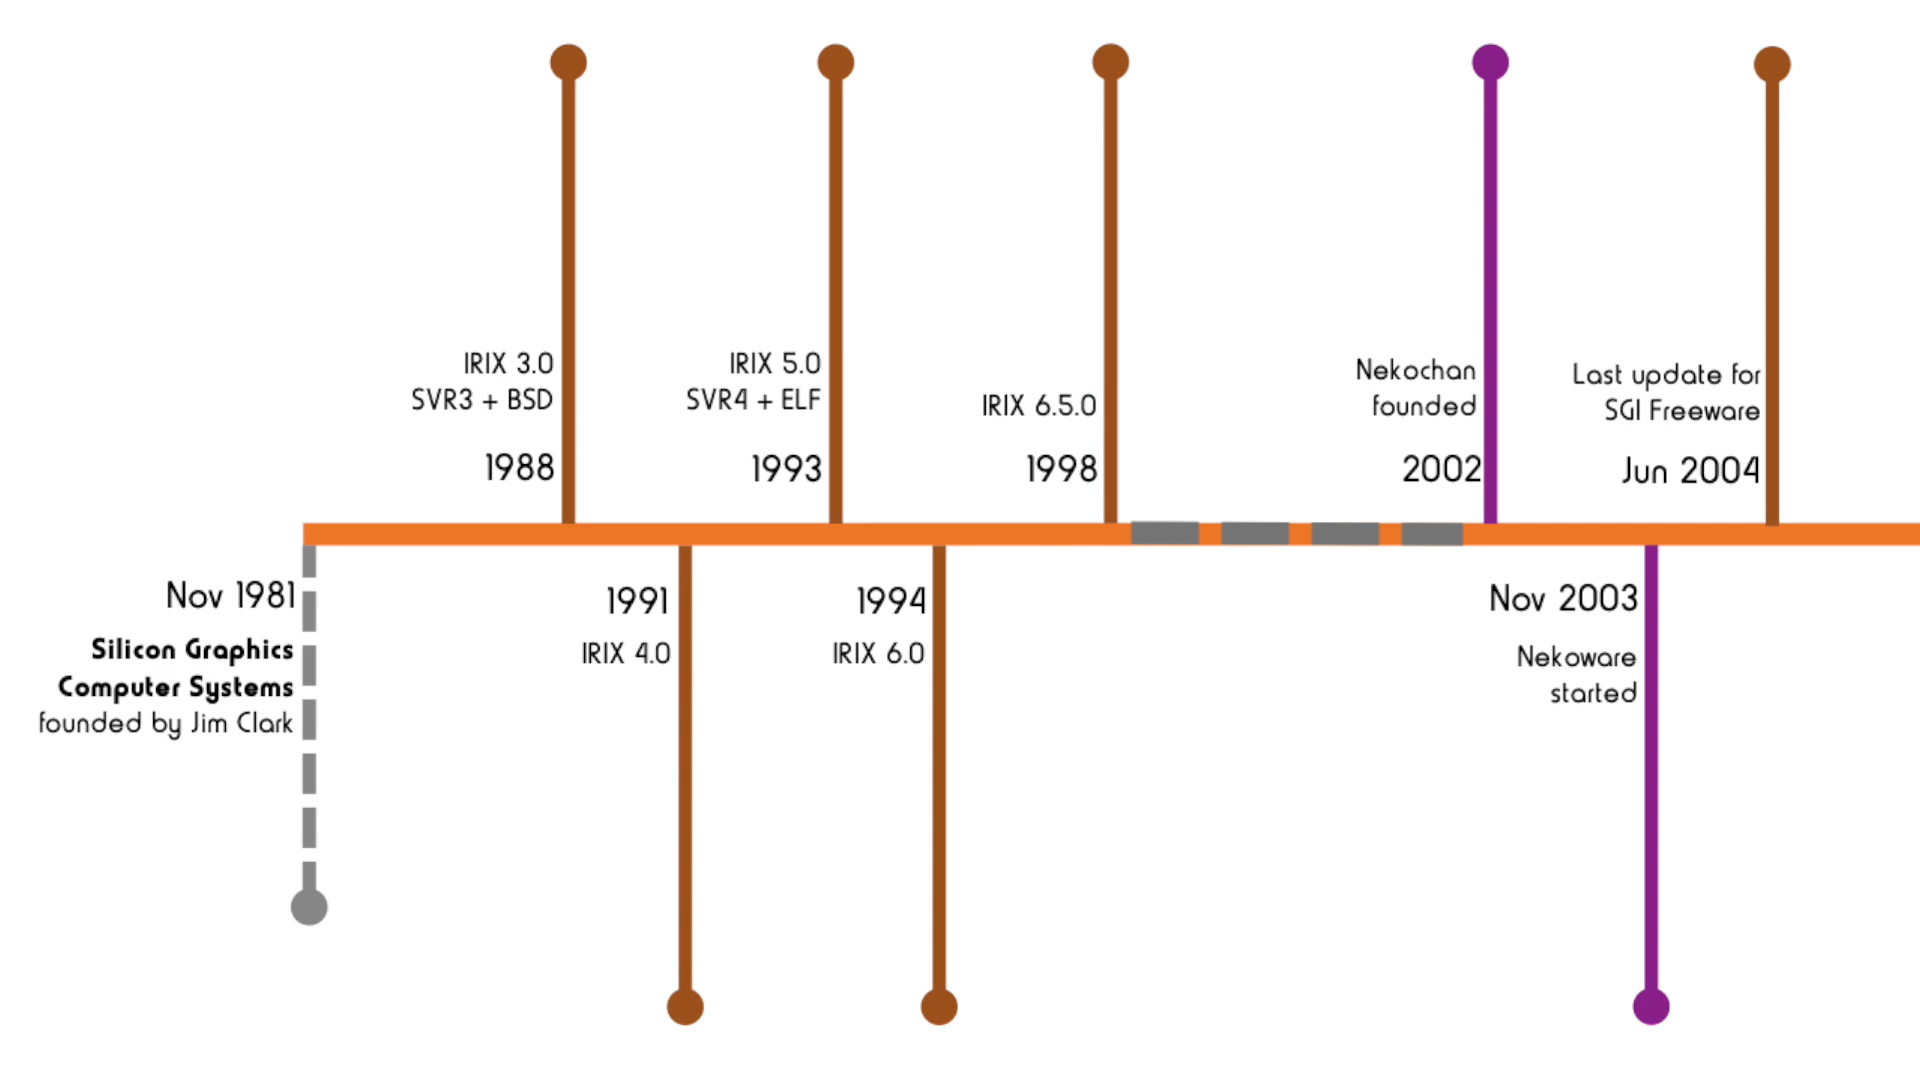 IRIX 3.0
SVR3 + BSD
1988
IRIX 5.0
SVR4 + ELF
1993
IRIX 6.5.0
1998
Nekochan
founded
2002
Last update for
SGI Freeware
Jun 2004
Nov 1981
Silicon Graphics
Computer Systems
founded by Jim Clark
1991
IRIX 4.0
1994
IRIX 6.0
Nov 2003
Nekoware
started